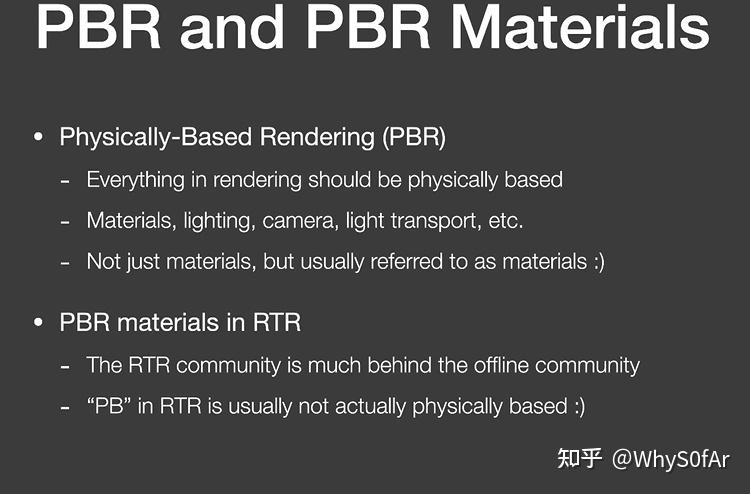 PBR and PBR Materials
• Physically-Based Rendering (PBR)
- Everything in rendering should be physically based
- Materials, lighting, camera, light transport, etc.
- Not just materials, but usually referred to as materials :)
• PBR materials in RTR
- The RTR community is much behind the offline community
- “PB” in RTR is usually not actually physically based :)
知乎 @WhyS0fAr